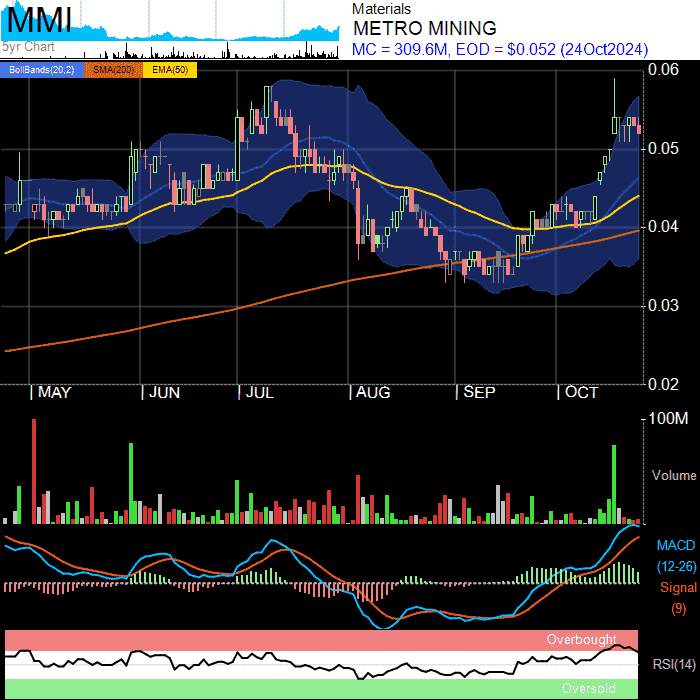 MMI
5yr Chart
Materials
METRO MINING
MC = 309.6M, EOD = $0.052 (24Oct2024)
BollBands(20,2) SMA(200) EMA(50)
0.06
0.05
0.04
0.03
0.02
MAY JUN JUL AUG SEP OCT
100M
Volume
MACD
(12-26)
Signal
(9)
Overbought
RSI(14)
Oversold